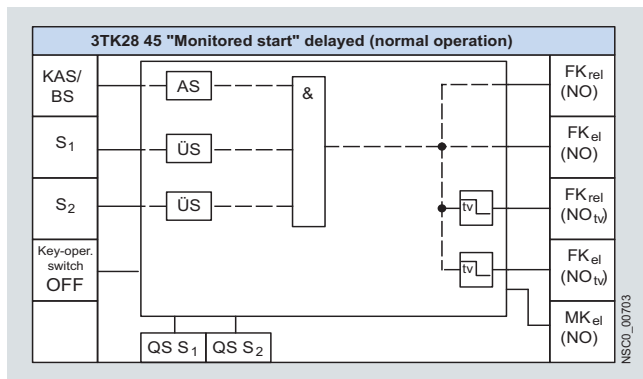 3TK28 45 "Monitored start" delayed (normal operation)
KAS/
BS
AS
&
FKrel
(NO)
S1
ÜS
FKel
(NO)
S2
ÜS
tv
FKrel
(NOtv)
Key-oper.
switch
OFF
tv
FKel
(NOtv)
MKel
(NO)
QS S1
QS S2
NSC0_00703